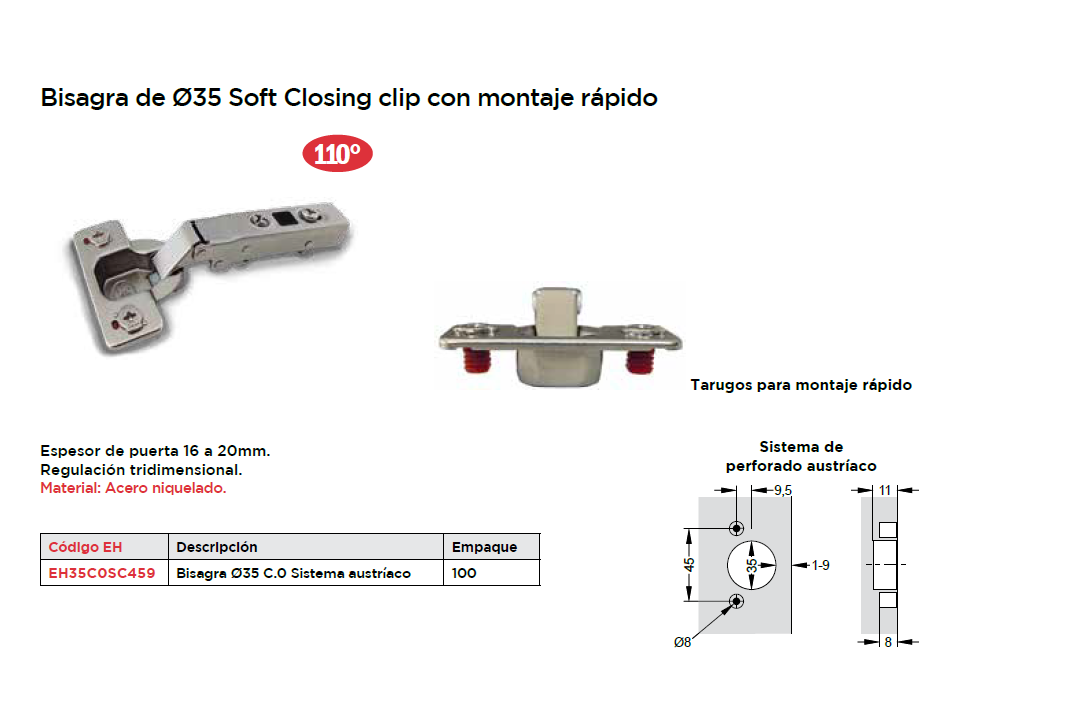 Bisagra de Ø35 Soft Closing clip con montaje rápido
110º
Tarugos para montaje rápido
Espesor de puerta 16 a 20mm.
Regulación tridimensional.
Material: Acero niquelado.
Sistema de
perforado austríaco
9,5
11
45
35
1-9
Ø8
8
Código EH Descripción Empaque
EH35C0SC459 Bisagra Ø35 C.0 Sistema austríaco 100